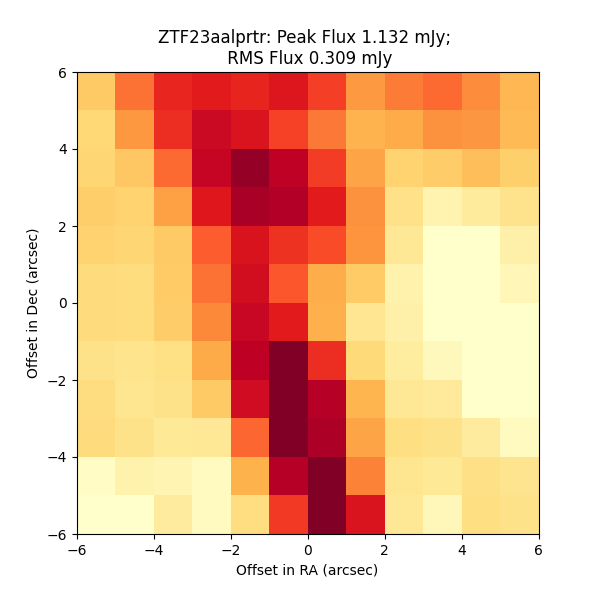 ZTF23aalprtr: Peak Flux 1.132 mJy;
RMS Flux 0.309 mJy
6
4
2
0
−2
−4
−6
Offset in Dec (arcsec)
−6 −4 −2 0 2 4 6
Offset in RA (arcsec)